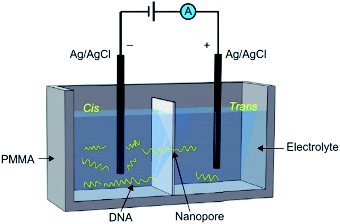 A
Ag/AgCl
–
+
Ag/AgCl
Cis
Trans
PMMA
Electrolyte
DNA
Nanopore